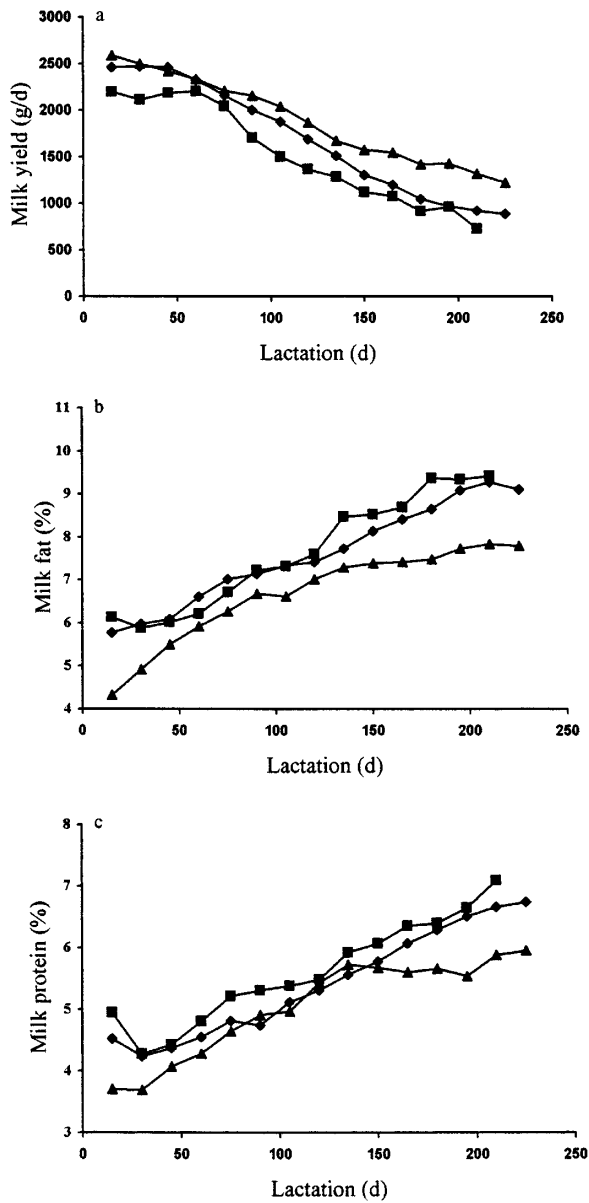 a
3000
2500
2000
1500
1000
500
0
Milk yield (g/d)
0 50 100 150 200 250
Lactation (d)
b
11
10
9
8
7
6
5
4
Milk fat (%)
0 50 100 150 200 250
Lactation (d)
c
8
7
6
5
4
3
Milk protein (%)
0 50 100 150 200 250
Lactation (d)